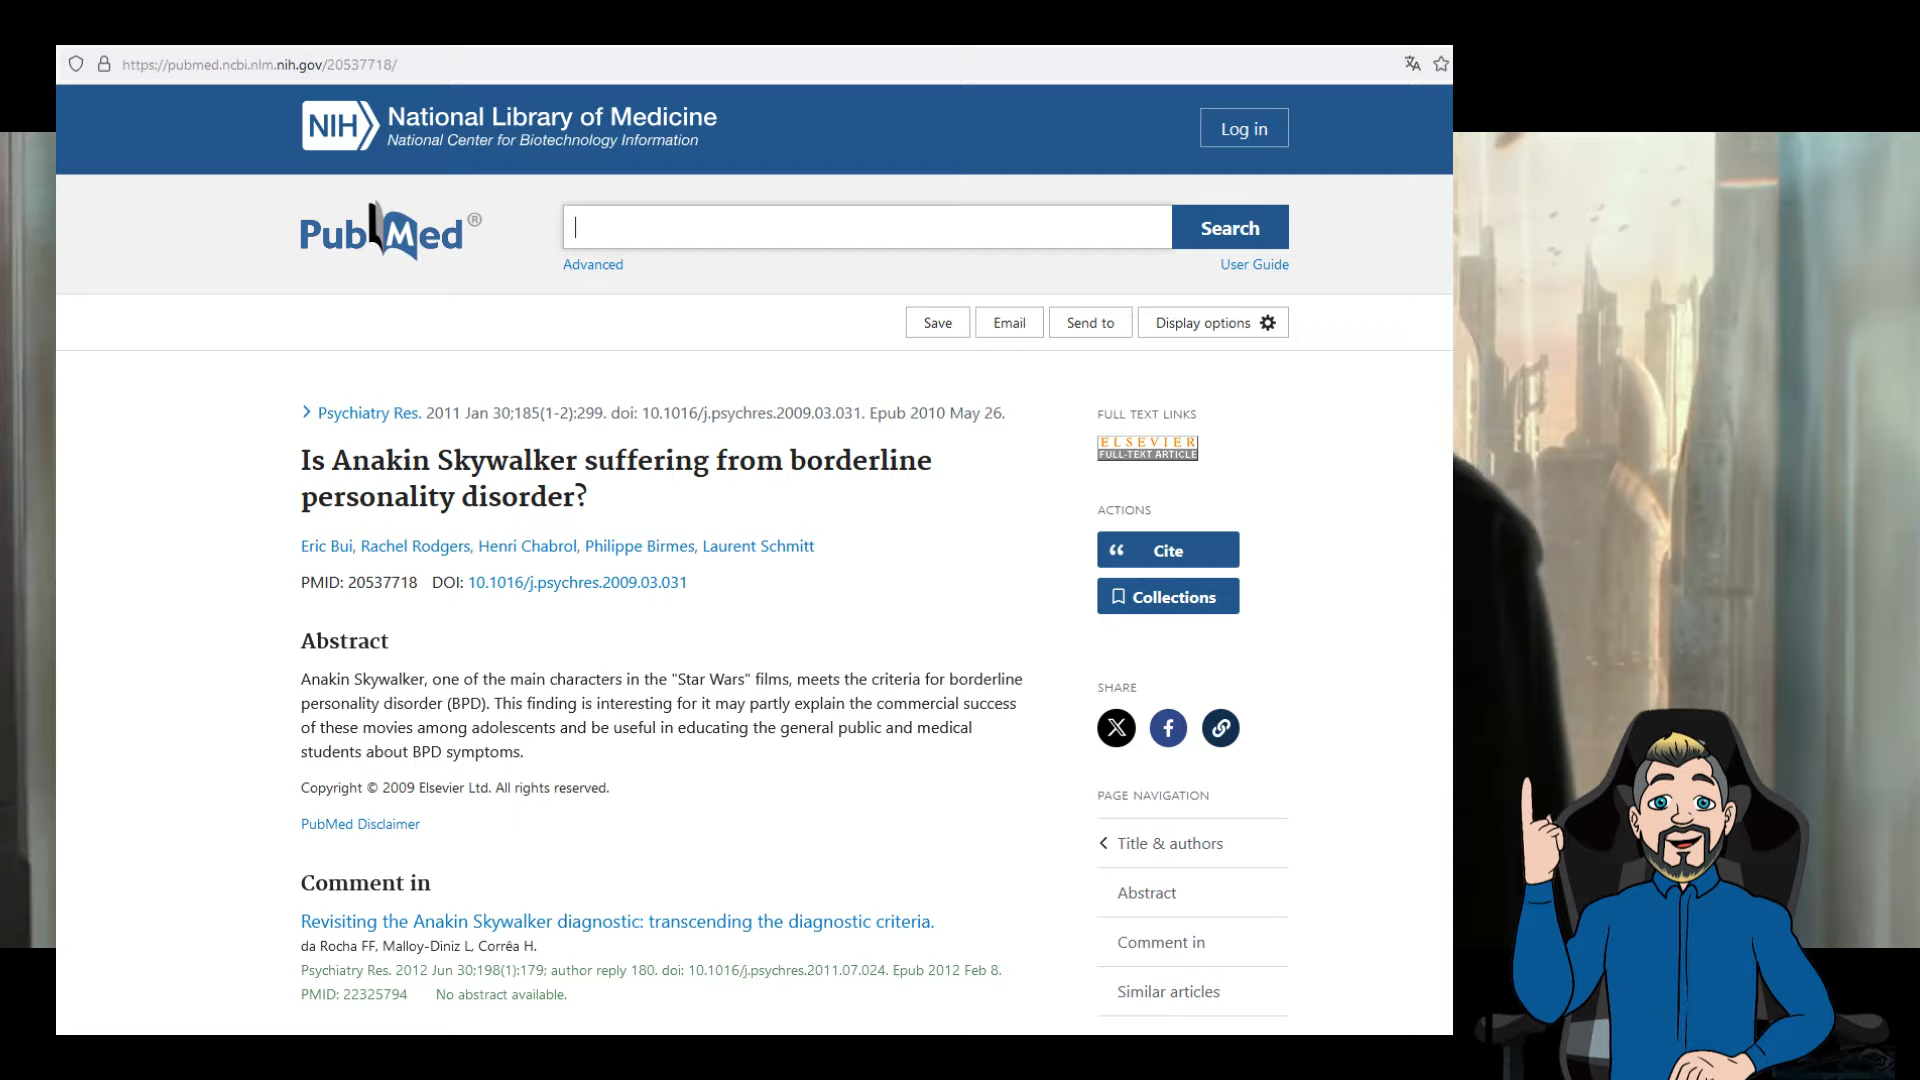 https://pubmed.ncbi.nlm.nih.gov/20537718/
NIH National Library of Medicine
National Center for Biotechnology Information
Log in
PubMed®
Search
Advanced
User Guide
Save
Email
Send to
Display options
Psychiatry Res. 2011 Jan 30;185(1-2):299. doi: 10.1016/j.psychres.2009.03.031. Epub 2010 May 26.
Is Anakin Skywalker suffering from borderline
personality disorder?
Eric Bui, Rachel Rodgers, Henri Chabrol, Philippe Birmes, Laurent Schmitt
PMID: 20537718 DOI: 10.1016/j.psychres.2009.03.031
Abstract
Anakin Skywalker, one of the main characters in the "Star Wars" films, meets the criteria for borderline
personality disorder (BPD). This finding is interesting for it may partly explain the commercial success
of these movies among adolescents and be useful in educating the general public and medical
students about BPD symptoms.
Copyright © 2009 Elsevier Ltd. All rights reserved.
PubMed Disclaimer
Comment in
Revisiting the Anakin Skywalker diagnostic: transcending the diagnostic criteria.
da Rocha FF, Malloy-Diniz L, Corrêa H.
Psychiatry Res. 2012 Jun 30;198(1):179; author reply 180. doi: 10.1016/j.psychres.2011.07.024. Epub 2012 Feb 8.
PMID: 22325794 No abstract available.
FULL TEXT LINKS
ELSEVIER
FULL-TEXT ARTICLE
ACTIONS
Cite
Collections
SHARE
PAGE NAVIGATION
Title & authors
Abstract
Comment in
Similar articles